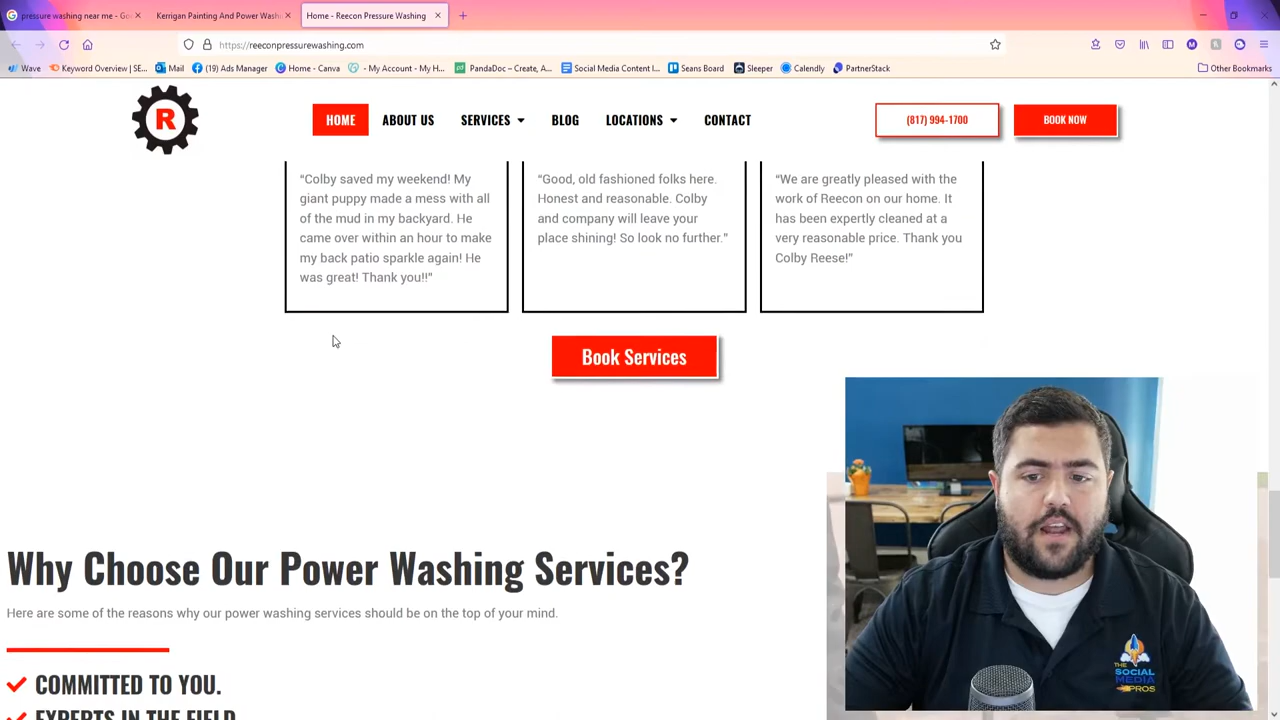 pressure washing near me - Go
Kerrigan Painting And Power Wash
Home - Reecon Pressure Washing
https://reeconpressurewashing.com
Wave
Keyword Overview | SE...
Mail
(19) Ads Manager
Home - Canva
- My Account - My H...
PandaDoc – Create, A...
Social Media Content I...
Seans Board
Sleeper
Calendly
PartnerStack
Other Bookmarks
R
HOME
ABOUT US
SERVICES
BLOG
LOCATIONS
CONTACT
(817) 994-1700
BOOK NOW
“Colby saved my weekend! My
giant puppy made a mess with all
of the mud in my backyard. He
came over within an hour to make
my back patio sparkle again! He
was great! Thank you!!”
“Good, old fashioned folks here.
Honest and reasonable. Colby
and company will leave your
place shining! So look no further.”
“We are greatly pleased with the
work of Reecon on our home. It
has been expertly cleaned at a
very reasonable price. Thank you
Colby Reese!”
Book Services
Why Choose Our Power Washing Services?
Here are some of the reasons why our power washing services should be on the top of your mind.
COMMITTED TO YOU.
EXPERTS IN THE FIELD
THE
SOCIAL
MEDIA
PROS